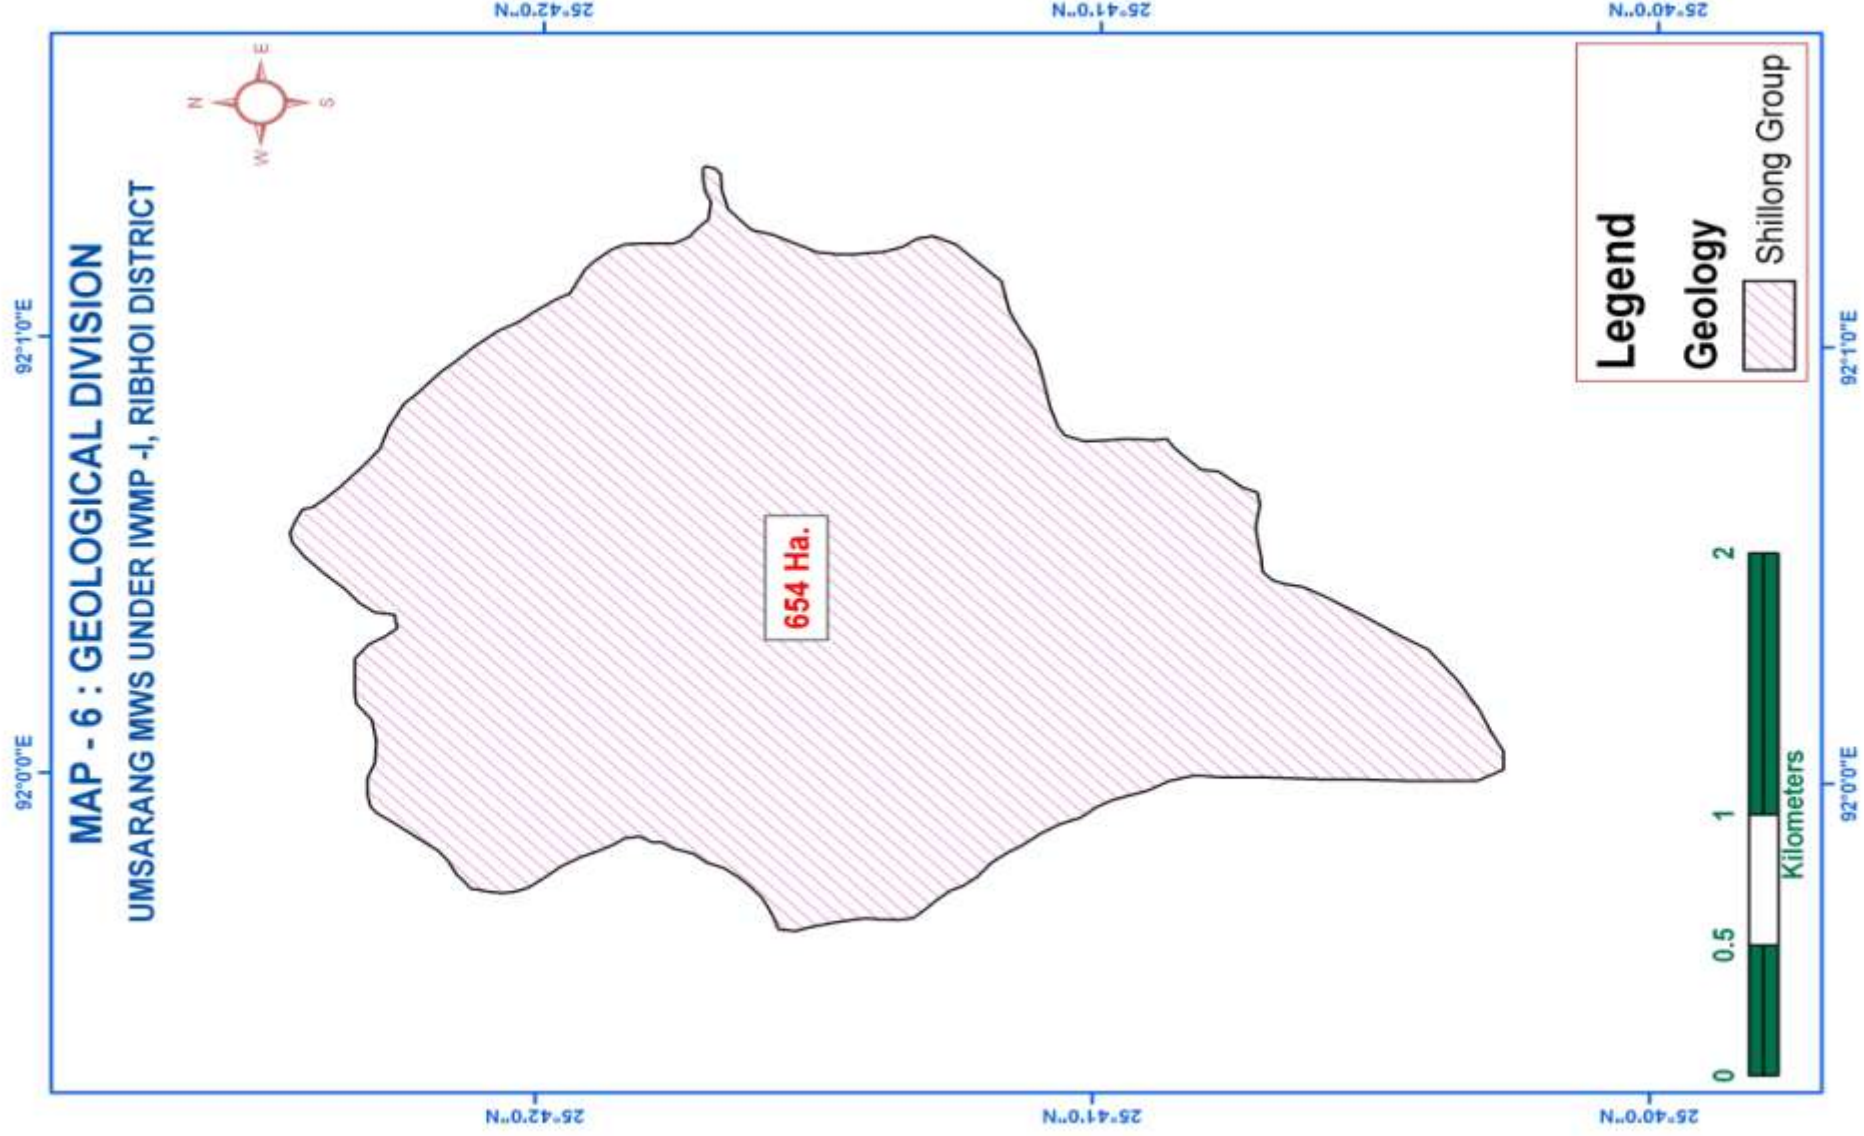 MAP - 6 : GEOLOGICAL DIVISION
UMSARANG MWS UNDER IWMP -I, RIBHOI DISTRICT
92°0'0"E
92°1'0"E
25°42'0"N
25°42'0"N
25°41'0"N
25°41'0"N
25°40'0"N
25°40'0"N
N
W
E
S
654 Ha.
Legend
Geology
Shillong Group
0 0.5 1 2
Kilometers
92°0'0"E
92°1'0"E